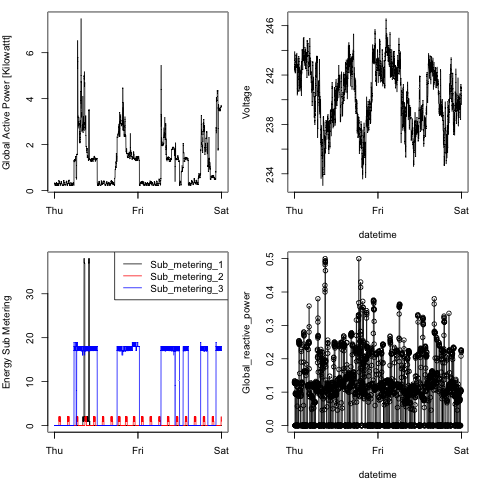 Global Active Power [Kilowatt]
0 2 4 6
Thu Fri Sat
Voltage
234 238 242 246
Thu Fri Sat
datetime
Energy Sub Metering
0 10 20 30
Sub_metering_1
Sub_metering_2
Sub_metering_3
Thu Fri Sat
Global_reactive_power
0.0 0.1 0.2 0.3 0.4 0.5
Thu Fri Sat
datetime